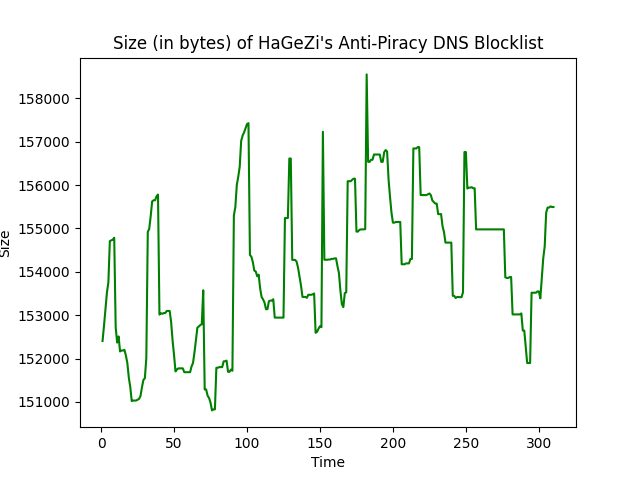 Size (in bytes) of HaGeZi's Anti-Piracy DNS Blocklist
158000
157000
156000
155000
154000
153000
152000
151000
Size
0 50 100 150 200 250 300
Time